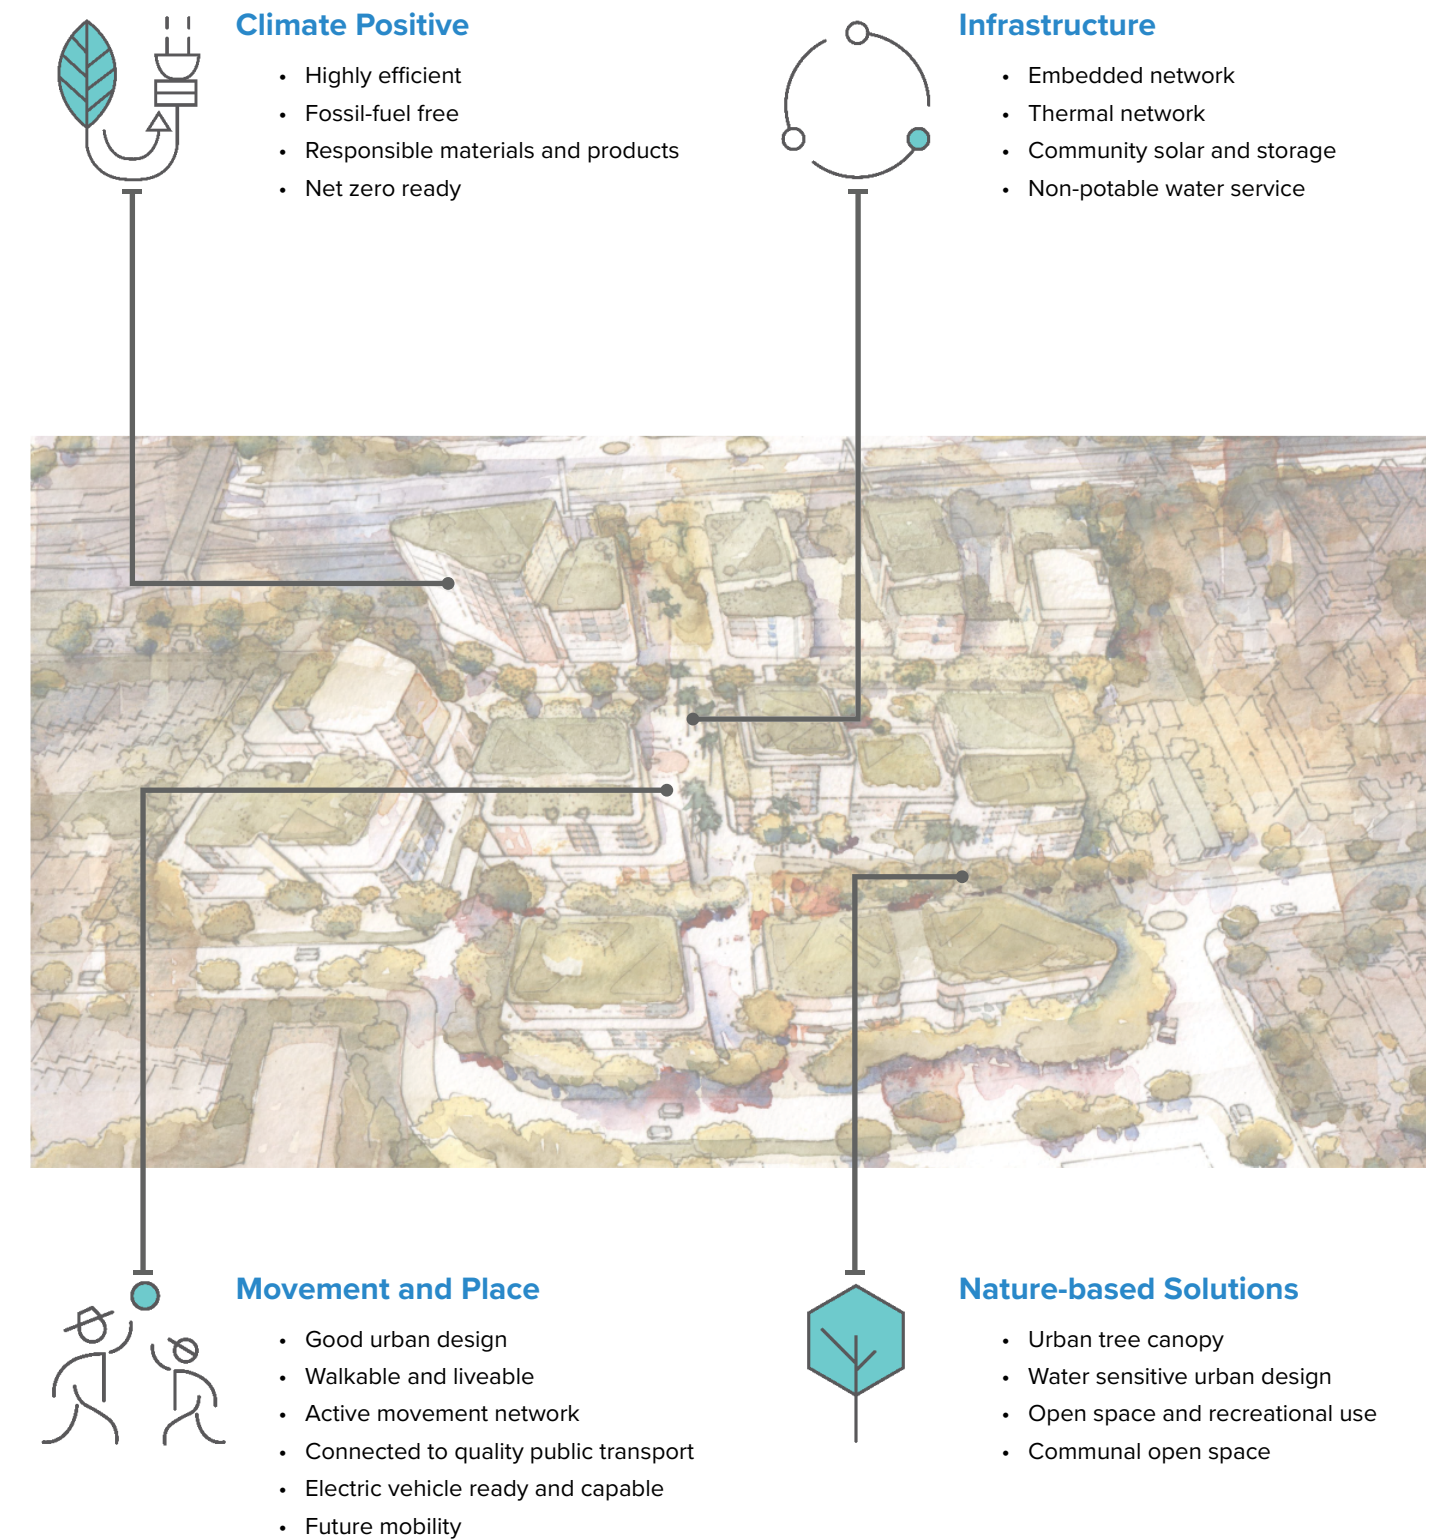 Climate Positive
• Highly efficient
• Fossil-fuel free
• Responsible materials and products
• Net zero ready
Infrastructure
• Embedded network
• Thermal network
• Community solar and storage
• Non-potable water service
Movement and Place
• Good urban design
• Walkable and liveable
• Active movement network
• Connected to quality public transport
• Electric vehicle ready and capable
• Future mobility
Nature-based Solutions
• Urban tree canopy
• Water sensitive urban design
• Open space and recreational use
• Communal open space